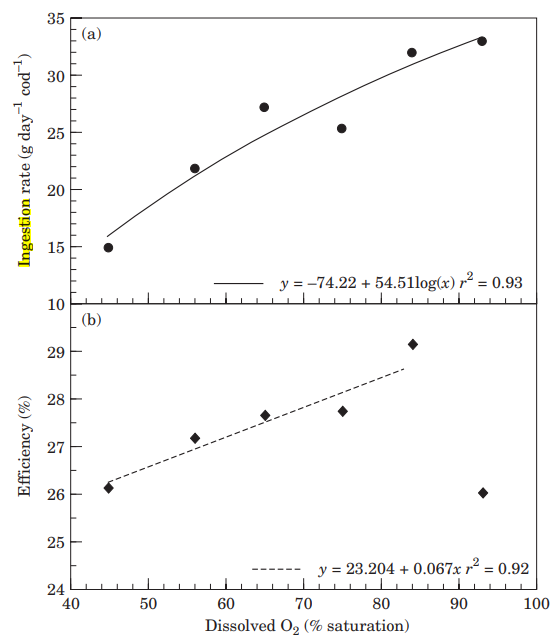 35
(a)
30
25
20
15
10
Ingestion rate (g day⁻¹ cod⁻¹)
y = –74.22 + 54.51log(x) r² = 0.93
(b)
29
28
27
26
25
24
Efficiency (%)
y = 23.204 + 0.067x r² = 0.92
40 50 60 70 80 90 100
Dissolved O₂ (% saturation)